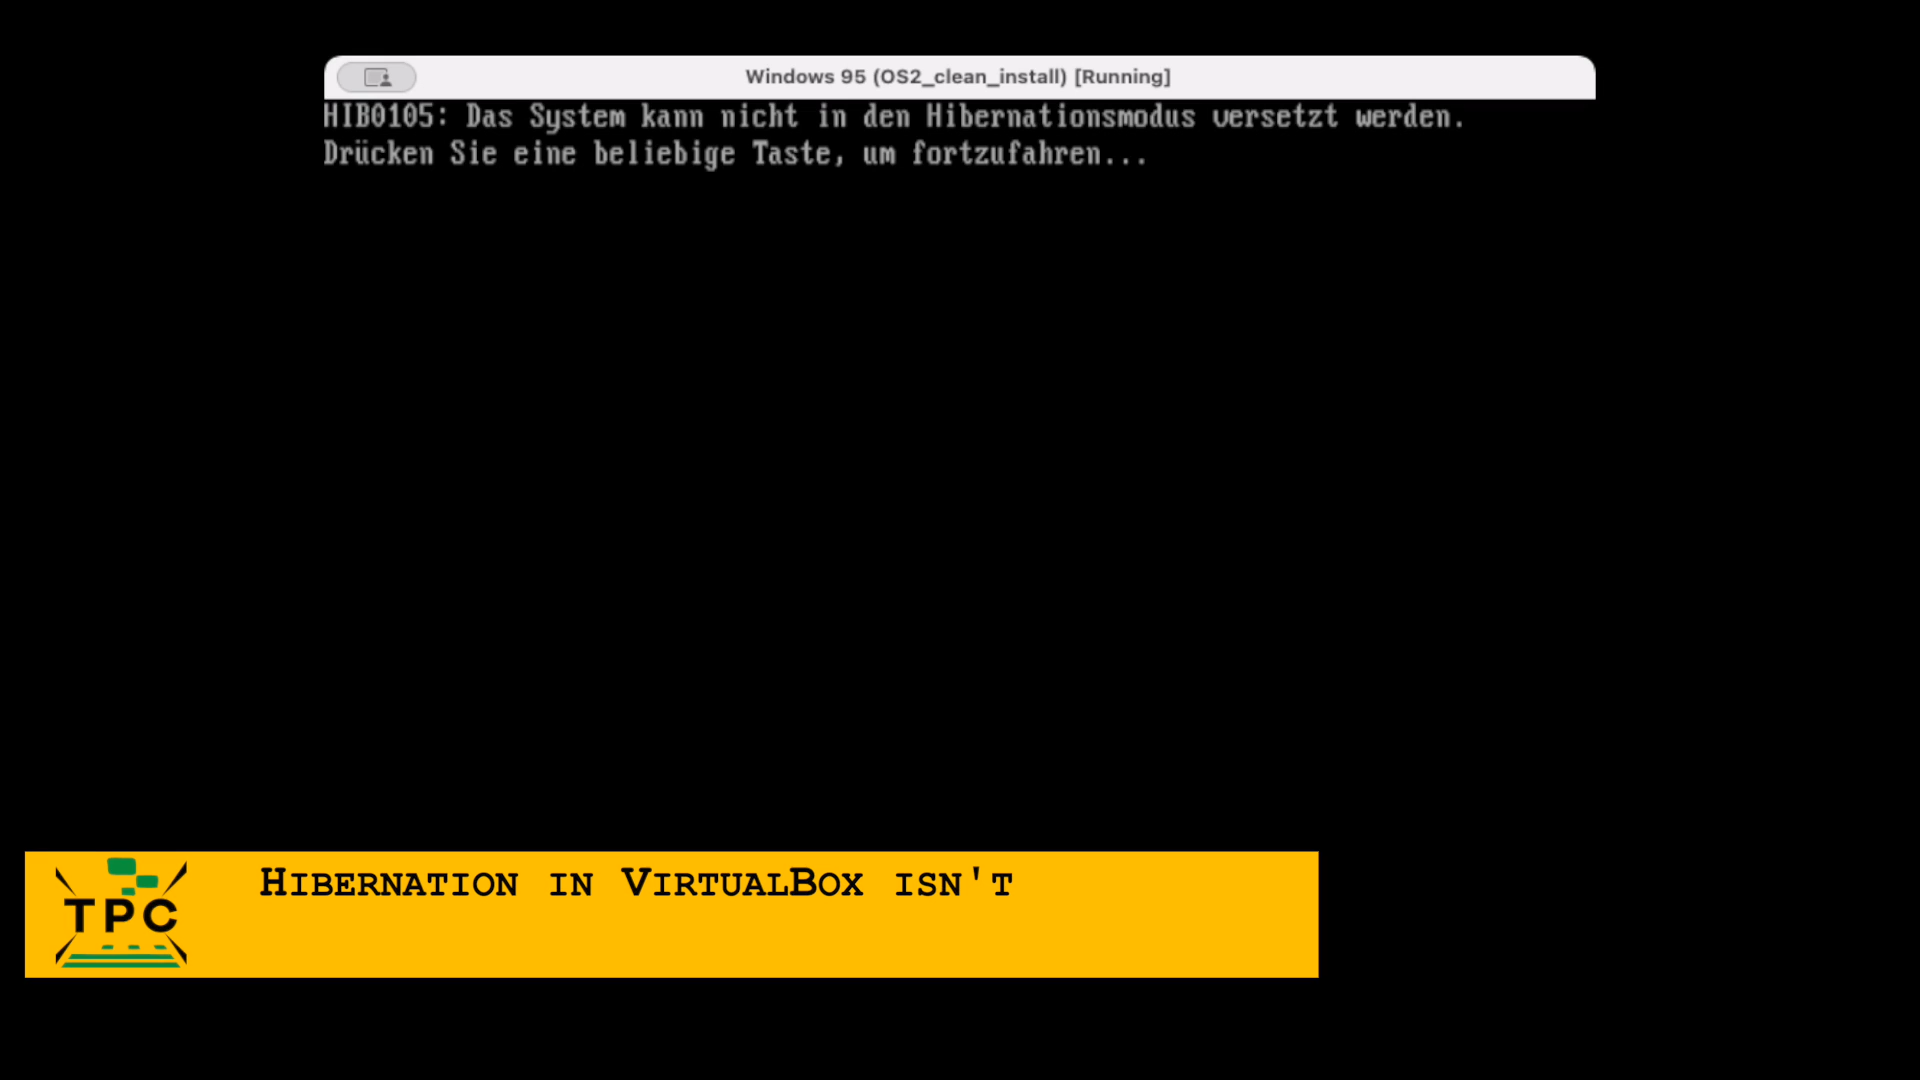 Windows 95 (OS2_clean_install) [Running]
HIB0105: Das System kann nicht in den Hibernationsmodus versetzt werden.
Drücken Sie eine beliebige Taste, um fortzufahren...
Hibernation in VirtualBox isn't
TPC